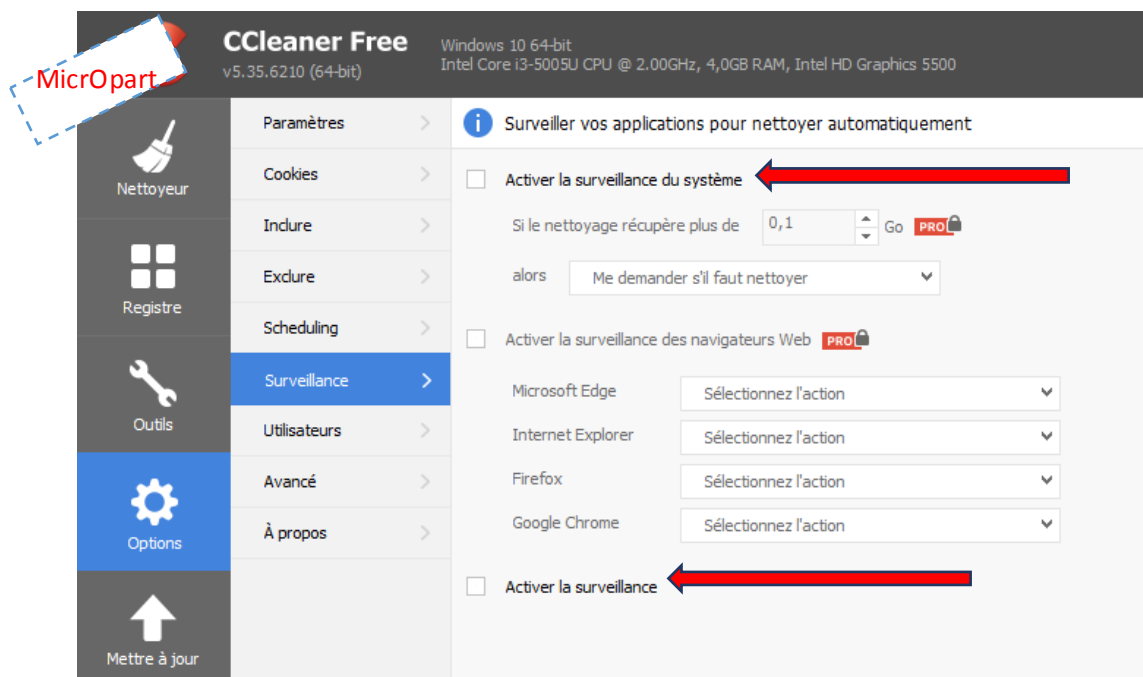 CCleaner Free
v5.35.6210 (64-bit)
Windows 10 64-bit
Intel Core i3-5005U CPU @ 2.00GHz, 4,0GB RAM, Intel HD Graphics 5500
MicrOpart
Nettoyeur
Registre
Outils
Options
Mettre à jour
Paramètres
Cookies
Inclure
Exclure
Scheduling
Surveillance
Utilisateurs
Avancé
À propos
Surveiller vos applications pour nettoyer automatiquement
Activer la surveillance du système
Si le nettoyage récupère plus de 0,1 Go PRO
alors Me demander s'il faut nettoyer
Activer la surveillance des navigateurs Web PRO
Microsoft Edge Sélectionnez l'action
Internet Explorer Sélectionnez l'action
Firefox Sélectionnez l'action
Google Chrome Sélectionnez l'action
Activer la surveillance